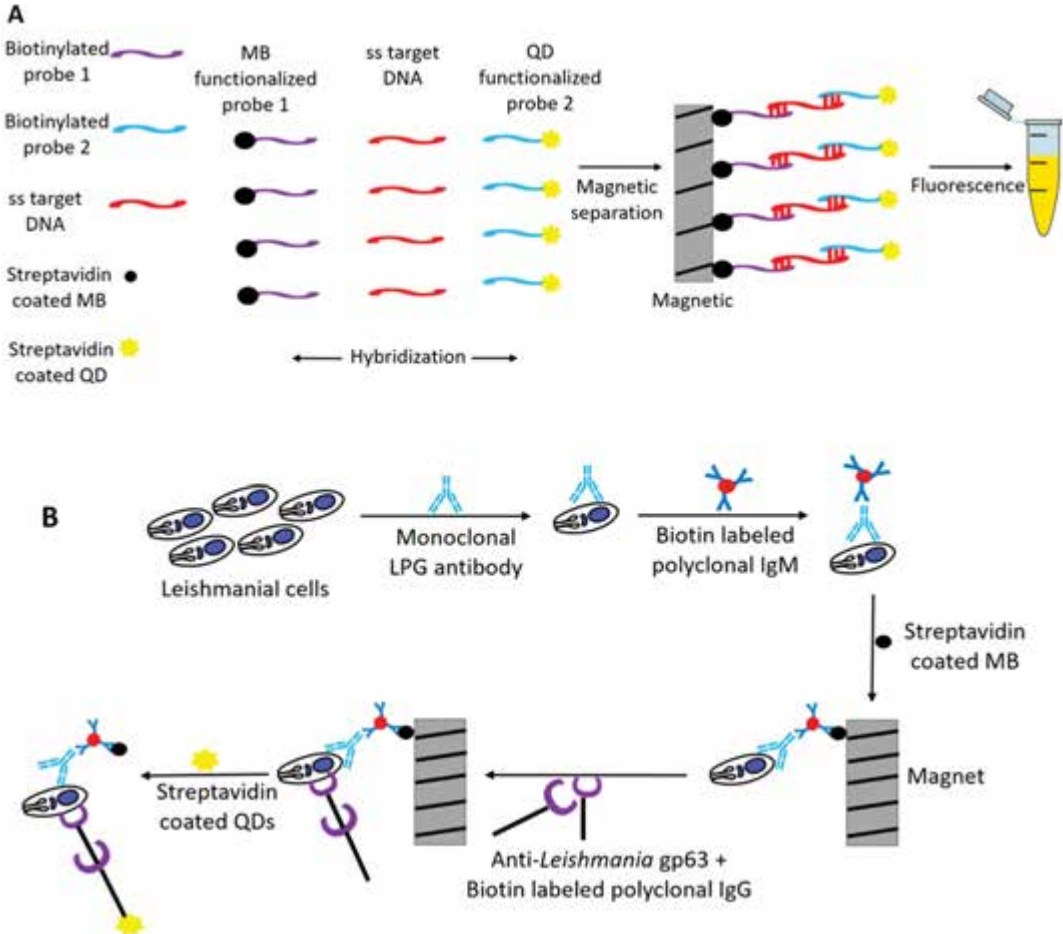 A
Biotinylated
probe 1
Biotinylated
probe 2
ss target
DNA
Streptavidin
coated MB
Streptavidin
coated QD
MB
functionalized
probe 1
ss target
DNA
QD
functionalized
probe 2
Hybridization
Magnetic
separation
Magnetic
Fluorescence
B
Leishmanial cells
Monoclonal
LPG antibody
Biotin labeled
polyclonal IgM
Streptavidin
coated MB
Magnet
Anti-Leishmania gp63 +
Biotin labeled polyclonal IgG
Streptavidin
coated QDs